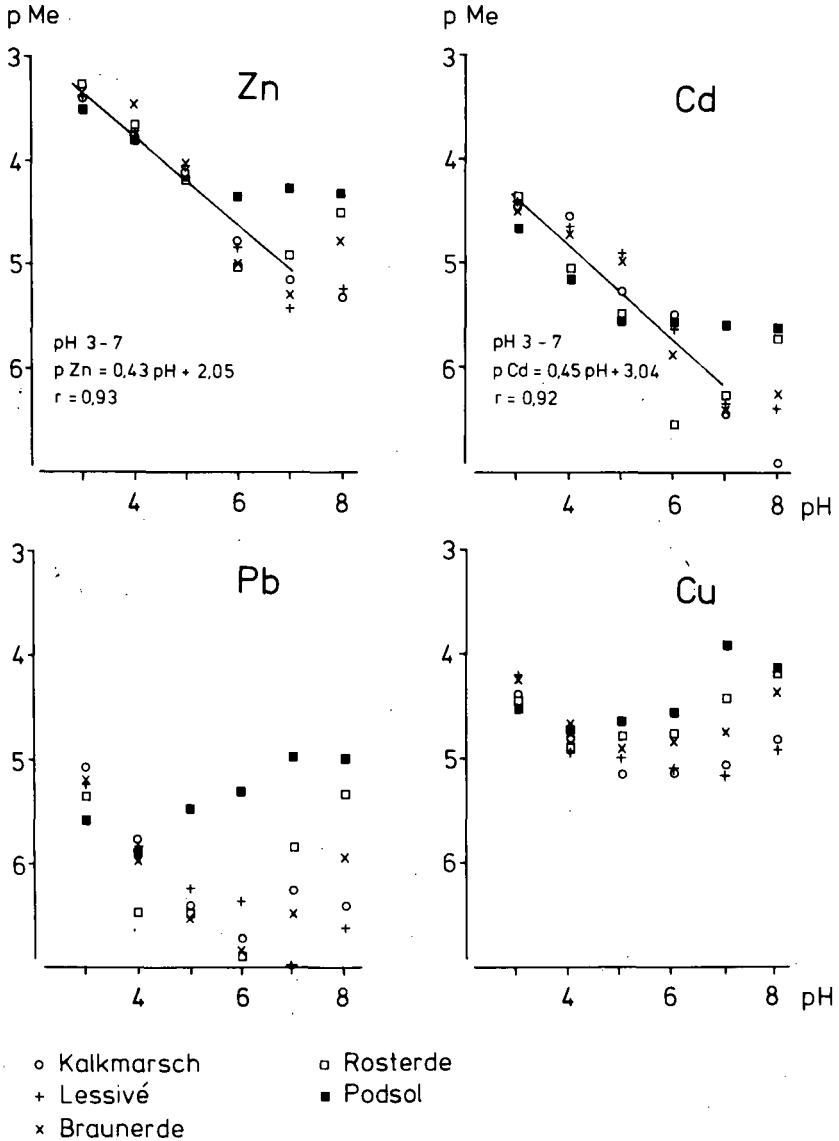 p Me
p Me
3
4
5
6
Zn
pH 3 - 7
p Zn = 0,43 pH + 2,05
r = 0,93
4
6
8
3
4
5
6
Cd
pH 3 - 7
p Cd = 0,45 pH + 3,04
r = 0,92
4
6
8
pH
3
4
5
6
Pb
4
6
8
3
4
5
6
Cu
4
6
8
pH
Kalkmarsch
Lessivé
Braunerde
Rosterde
Podsol